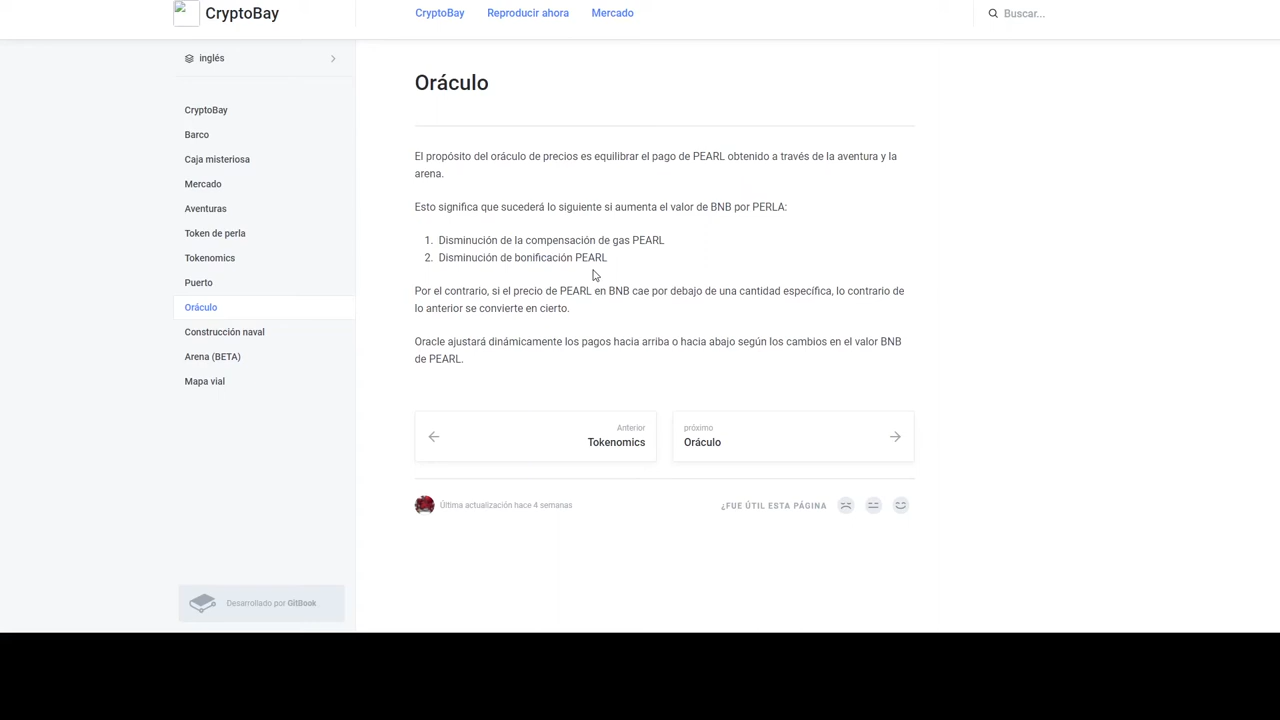 CryptoBay
CryptoBay
Reproducir ahora
Mercado
Buscar...
inglés
CryptoBay
Barco
Caja misteriosa
Mercado
Aventuras
Token de perla
Tokenomics
Puerto
Oráculo
Construcción naval
Arena (BETA)
Mapa vial
Desarrollado por GitBook
Oráculo
El propósito del oráculo de precios es equilibrar el pago de PEARL obtenido a través de la aventura y la
arena.
Esto significa que sucederá lo siguiente si aumenta el valor de BNB por PERLA:
1. Disminución de la compensación de gas PEARL
2. Disminución de bonificación PEARL
Por el contrario, si el precio de PEARL en BNB cae por debajo de una cantidad específica, lo contrario de
lo anterior se convierte en cierto.
Oracle ajustará dinámicamente los pagos hacia arriba o hacia abajo según los cambios en el valor BNB
de PEARL.
Anterior
Tokenomics
próximo
Oráculo
Última actualización hace 4 semanas
¿FUE ÚTIL ESTA PÁGINA